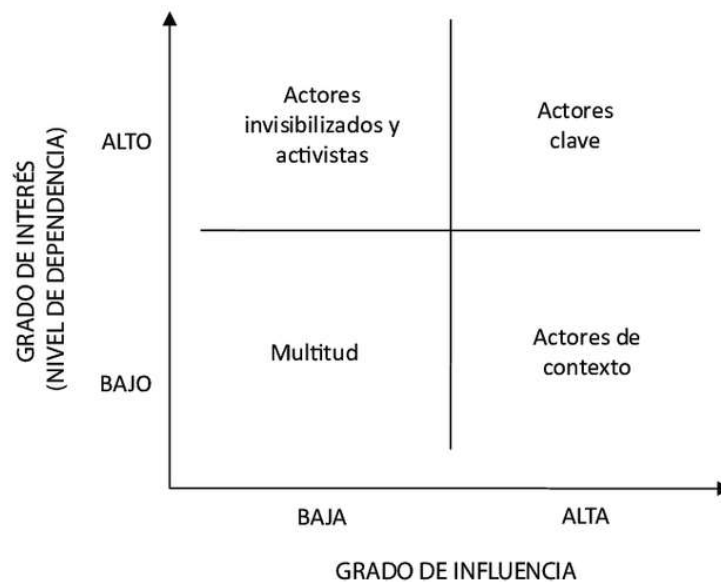 GRADO DE INTERÉS
(NIVEL DE DEPENDENCIA)
ALTO
Actores
invisibilizados y
activistas
Actores
clave
BAJO
Multitud
Actores de
contexto
BAJA
ALTA
GRADO DE INFLUENCIA